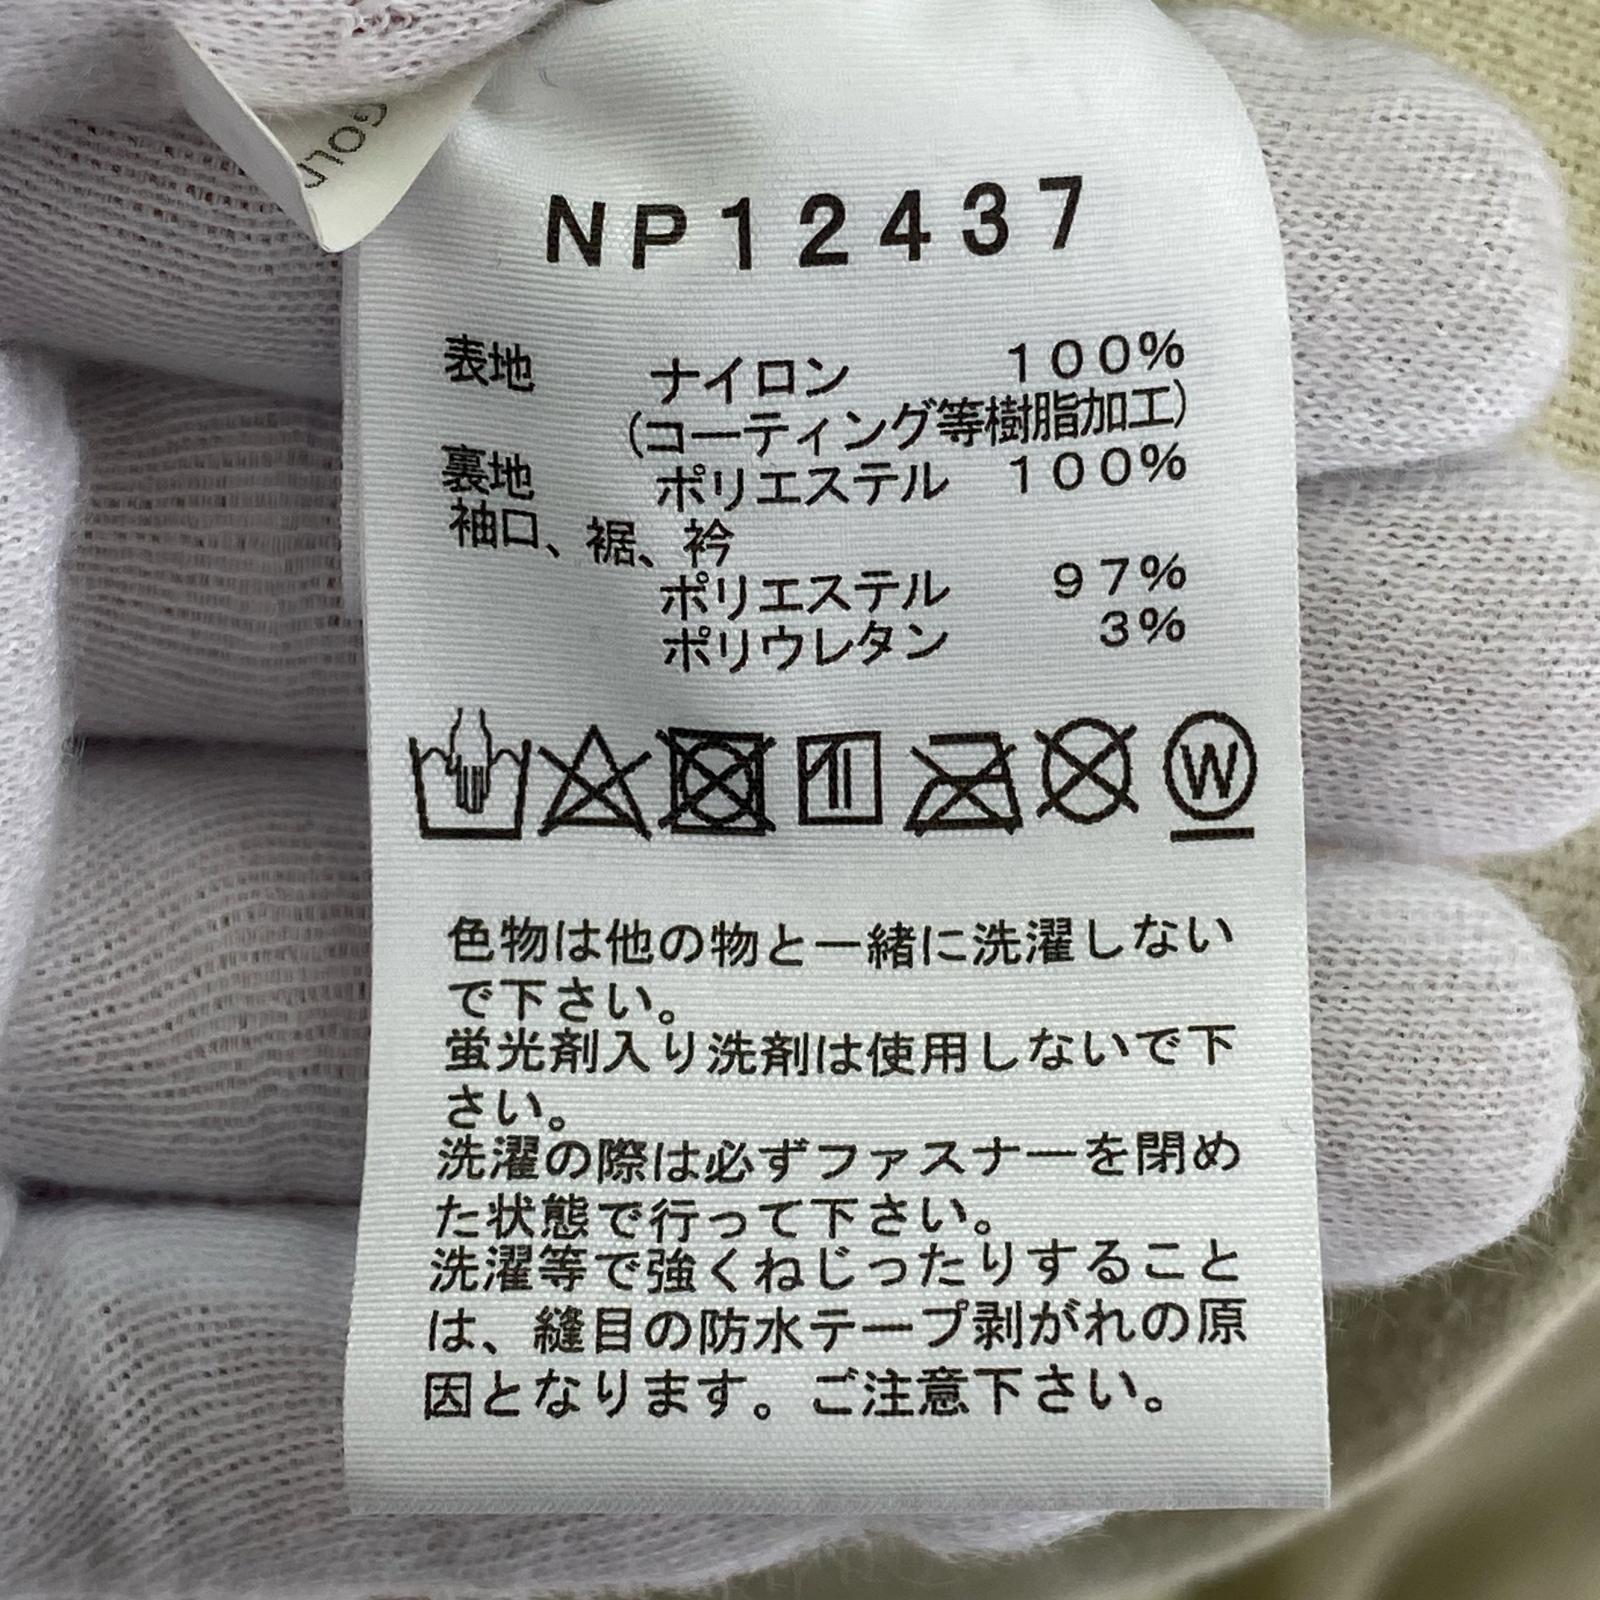 GOLD
NP12437
表地 ナイロン 100%
(コーティング等樹脂加工)
裏地 ポリエステル 100%
袖口、裾、衿
ポリエステル 97%
ポリウレタン 3%
W
色物は他の物と一緒に洗濯しない
で下さい。
蛍光剤入り洗剤は使用しないで下
さい。
洗濯の際は必ずファスナーを閉め
た状態で行って下さい。
洗濯等で強くねじったりすること
は、縫目の防水テープ剥がれの原
因となります。ご注意下さい。